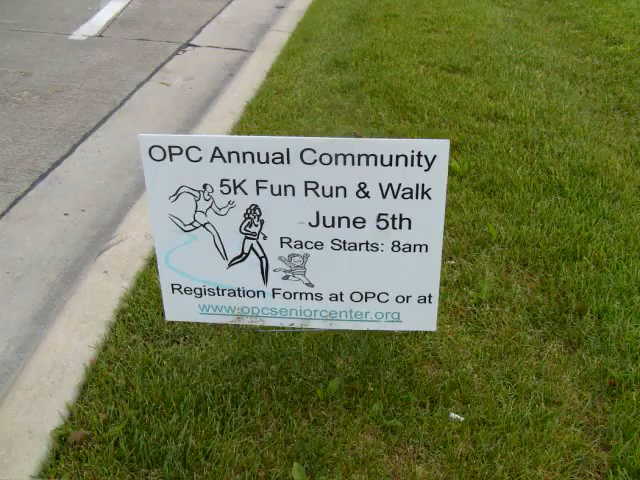 OPC Annual Community
5K Fun Run & Walk
June 5th
Race Starts: 8am
Registration Forms at OPC or at
www.opcseniorcenter.org